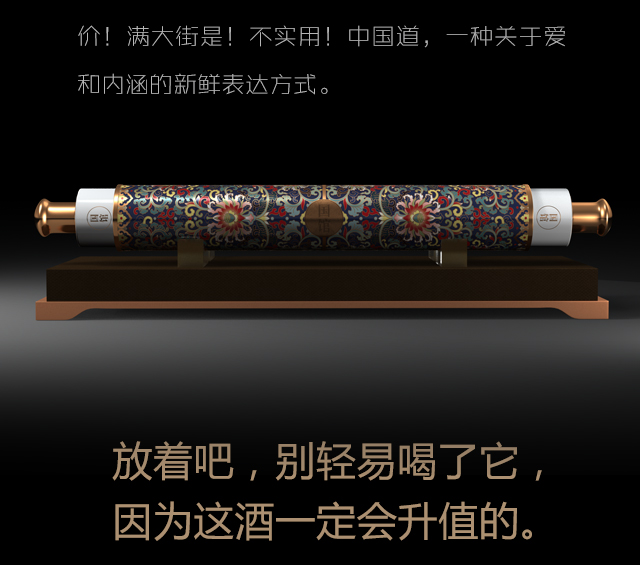 价！满大街是！不实用！中国道，一种关于爱
和内涵的新鲜表达方式。
放着吧，别轻易喝了它，
因为这酒一定会升值的。